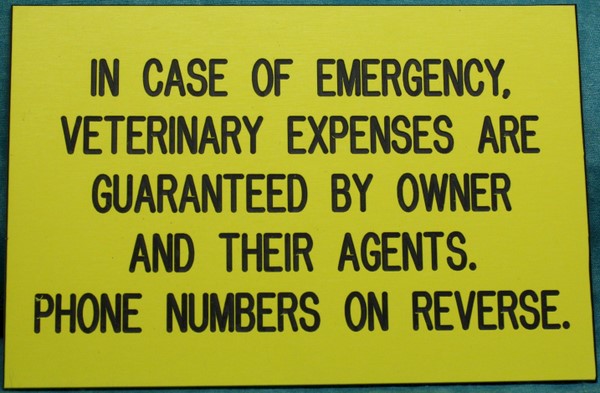 IN CASE OF EMERGENCY,
VETERINARY EXPENSES ARE
GUARANTEED BY OWNER
AND THEIR AGENTS.
PHONE NUMBERS ON REVERSE.